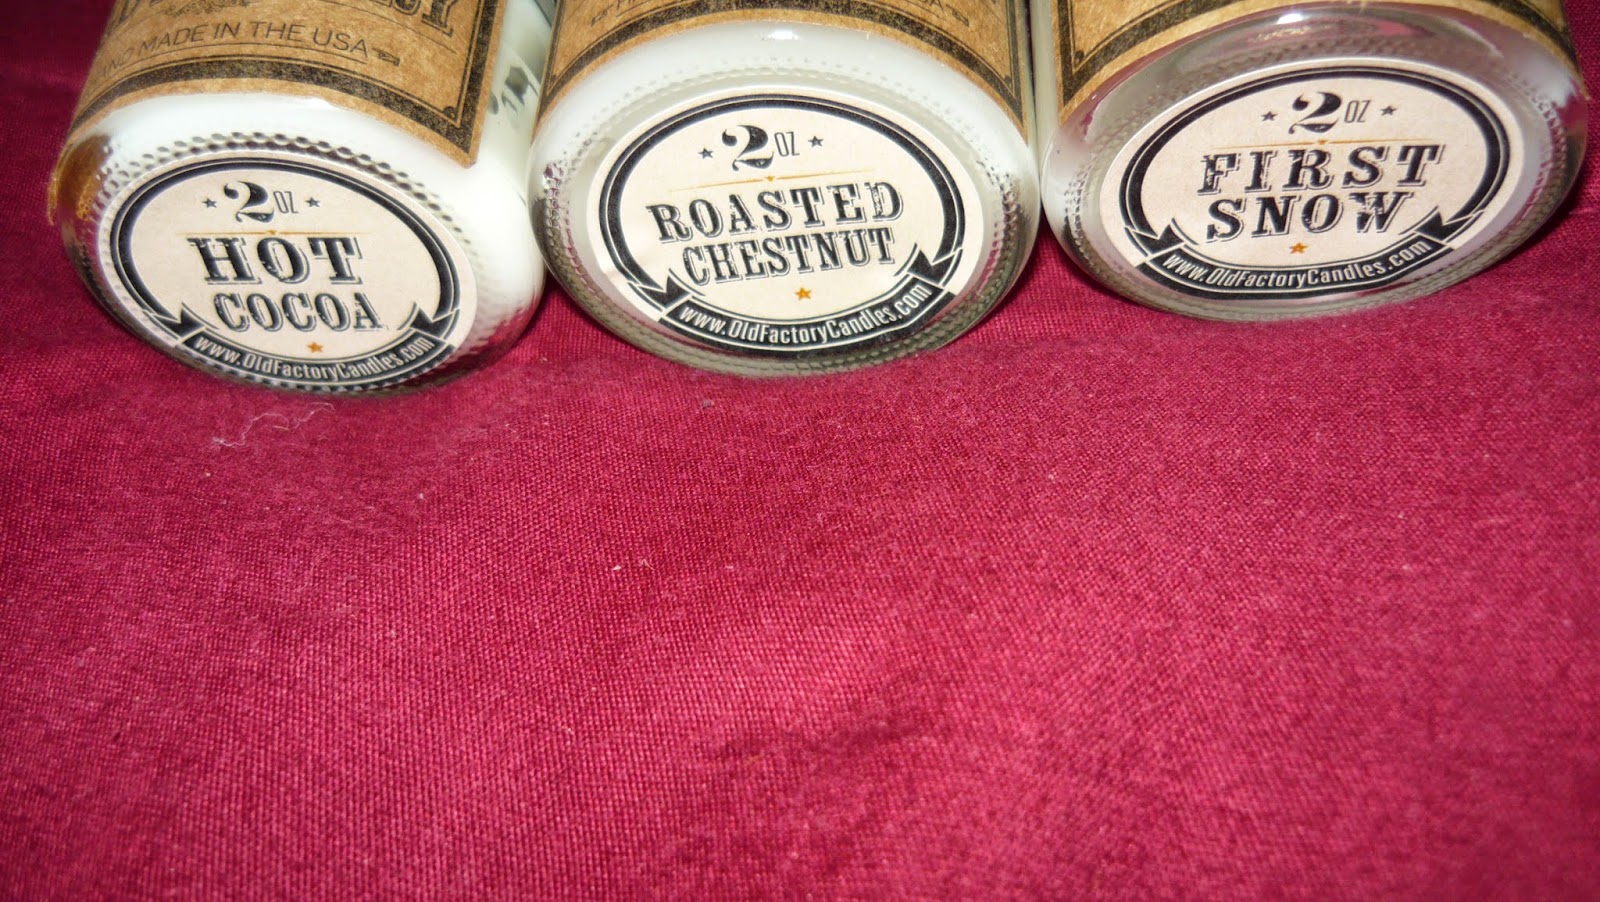 MADE IN THE USA
2 OZ
HOT
COCOA
www.OldFactoryCandles.com
2 OZ
ROASTED
CHESTNUT
www.OldFactoryCandles.com
2 OZ
FIRST
SNOW
www.OldFactoryCandles.com